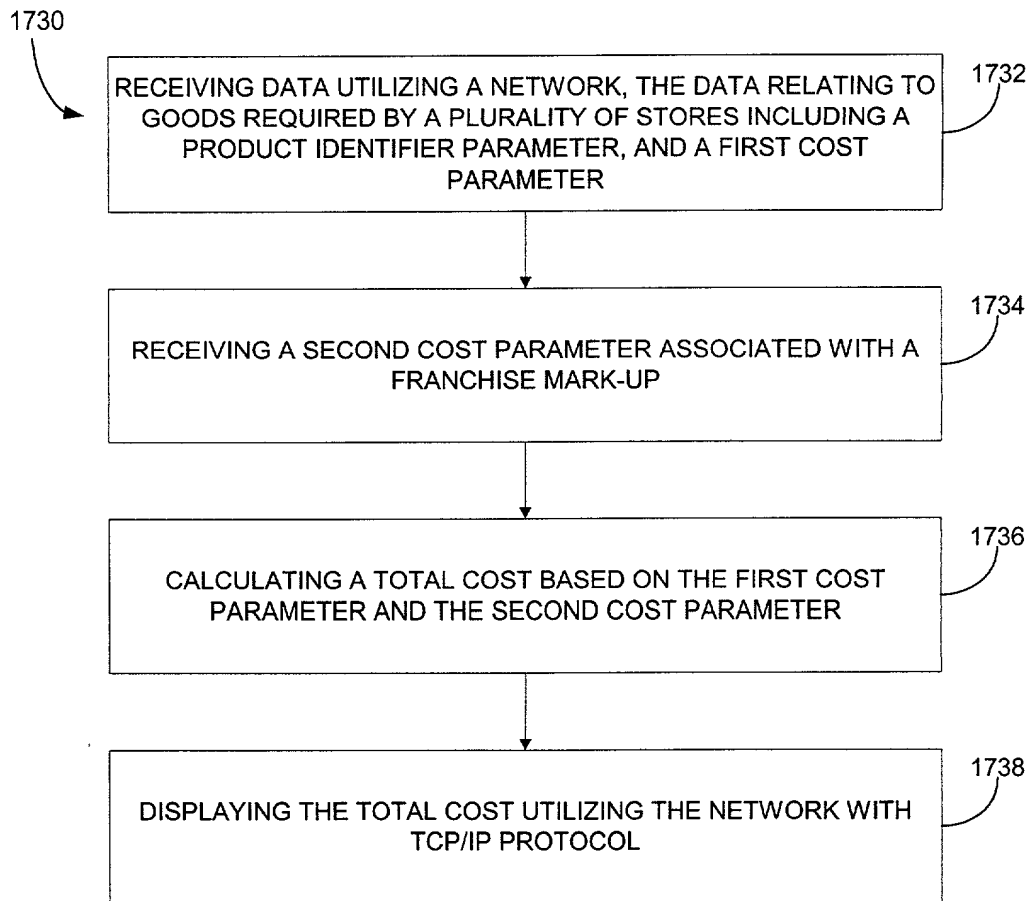 1730
RECEIVING DATA UTILIZING A NETWORK, THE DATA RELATING TO
GOODS REQUIRED BY A PLURALITY OF STORES INCLUDING A
PRODUCT IDENTIFIER PARAMETER, AND A FIRST COST
PARAMETER
1732
RECEIVING A SECOND COST PARAMETER ASSOCIATED WITH A
FRANCHISE MARK-UP
1734
CALCULATING A TOTAL COST BASED ON THE FIRST COST
PARAMETER AND THE SECOND COST PARAMETER
1736
DISPLAYING THE TOTAL COST UTILIZING THE NETWORK WITH
TCP/IP PROTOCOL
1738